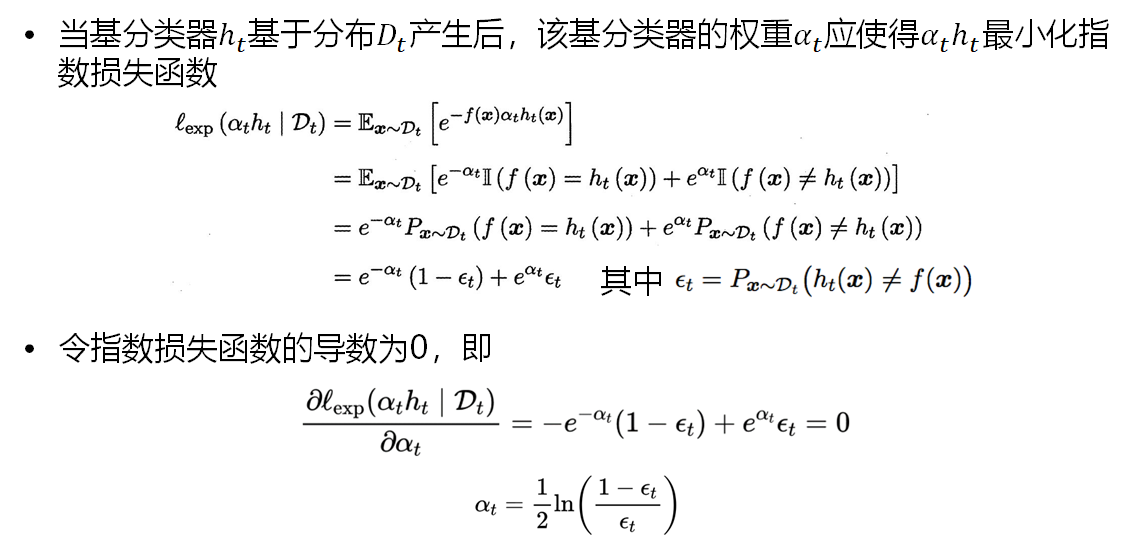 • 当基分类器$h_t$基于分布$D_t$产生后，该基分类器的权重$\alpha_t$应使得$\alpha_t h_t$最小化指
数损失函数
$\ell_{\exp}(\alpha_t h_t \mid \mathcal{D}_t) = \mathbb{E}_{\boldsymbol{x}\sim\mathcal{D}_t}\left[e^{-f(\boldsymbol{x})\alpha_t h_t(\boldsymbol{x})}\right]$
$= \mathbb{E}_{\boldsymbol{x}\sim\mathcal{D}_t}\left[e^{-\alpha_t}\mathbb{I}(f(\boldsymbol{x}) = h_t(\boldsymbol{x})) + e^{\alpha_t}\mathbb{I}(f(\boldsymbol{x}) \neq h_t(\boldsymbol{x}))\right]$
$= e^{-\alpha_t}P_{\boldsymbol{x}\sim\mathcal{D}_t}(f(\boldsymbol{x}) = h_t(\boldsymbol{x})) + e^{\alpha_t}P_{\boldsymbol{x}\sim\mathcal{D}_t}(f(\boldsymbol{x}) \neq h_t(\boldsymbol{x}))$
$= e^{-\alpha_t}(1 - \epsilon_t) + e^{\alpha_t}\epsilon_t$ 其中 $\epsilon_t = P_{\boldsymbol{x}\sim\mathcal{D}_t}(h_t(\boldsymbol{x}) \neq f(\boldsymbol{x}))$
• 令指数损失函数的导数为0，即
$\frac{\partial \ell_{\exp}(\alpha_t h_t \mid \mathcal{D}_t)}{\partial \alpha_t} = -e^{-\alpha_t}(1 - \epsilon_t) + e^{\alpha_t}\epsilon_t = 0$
$\alpha_t = \frac{1}{2}\ln\left(\frac{1 - \epsilon_t}{\epsilon_t}\right)$